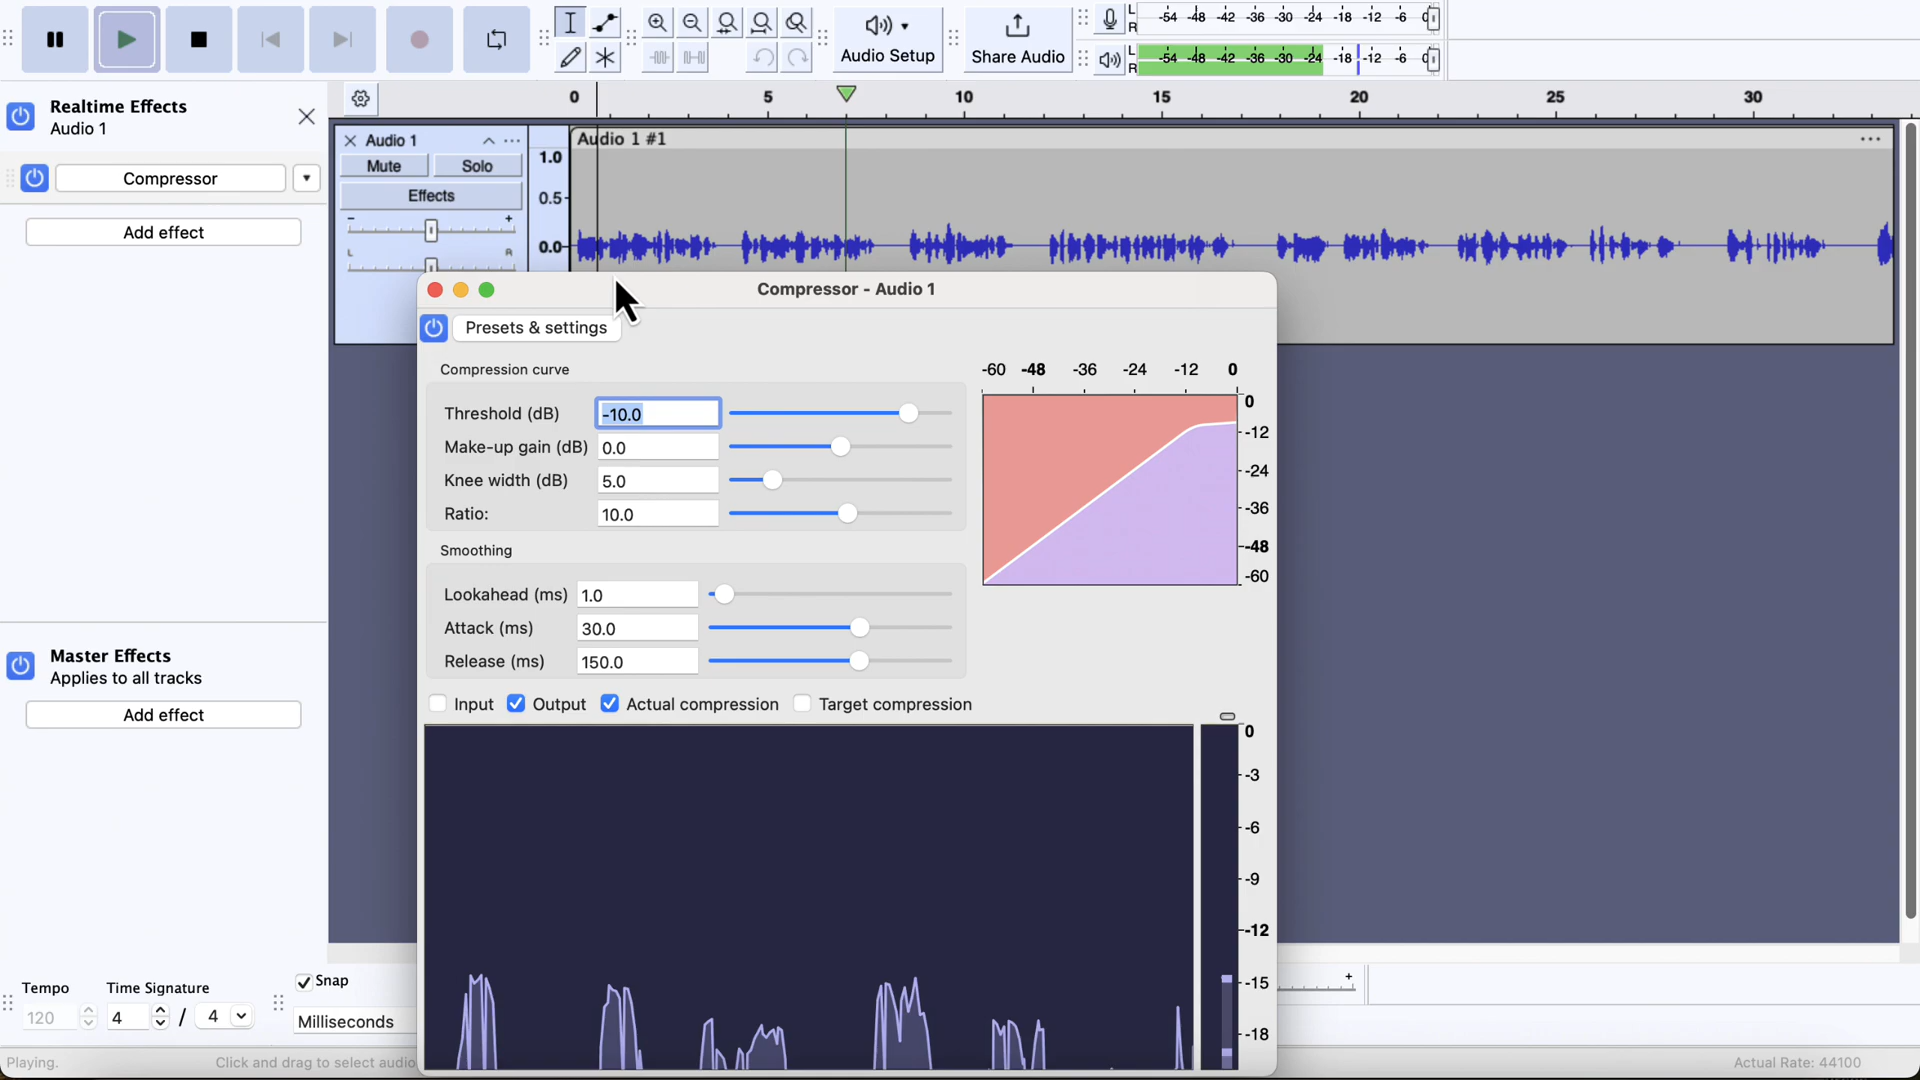 Audio Setup
Share Audio
L
R
-54 -48 -42 -36 -30 -24 -18 -12 -6 0
L
R
-54 -48 -42 -36 -30 -24 -18 -12 -6 0
Realtime Effects
Audio 1
0 5 10 15 20 25 30
Compressor
Add effect
Audio 1
Mute Solo
Effects
- +
L R
1.0
0.5
0.0
Audio 1 #1
Compressor - Audio 1
Presets & settings
Compression curve
Threshold (dB) -10.0
Make-up gain (dB) 0.0
Knee width (dB) 5.0
Ratio: 10.0
-60 -48 -36 -24 -12 0
0
-12
-24
-36
-48
-60
Smoothing
Lookahead (ms) 1.0
Attack (ms) 30.0
Release (ms) 150.0
Input Output Actual compression Target compression
0
-3
-6
-9
-12
-15
-18
Master Effects
Applies to all tracks
Add effect
Tempo
120
Time Signature
4 / 4
Snap
Milliseconds
+
Playing.
Click and drag to select audio
Actual Rate: 44100